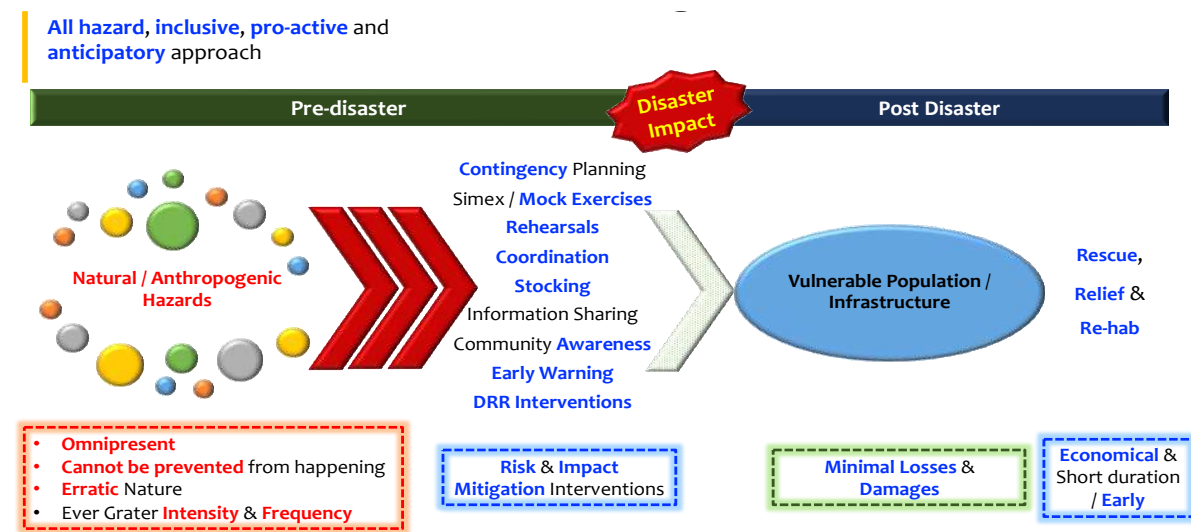 All hazard, inclusive, pro-active and
anticipatory approach
Pre-disaster
Disaster
Impact
Post Disaster
Natural / Anthropogenic
Hazards
Contingency Planning
Simex / Mock Exercises
Rehearsals
Coordination
Stocking
Information Sharing
Community Awareness
Early Warning
DRR Interventions
Vulnerable Population /
Infrastructure
Rescue,
Relief &
Re-hab
• Omnipresent
• Cannot be prevented from happening
• Erratic Nature
• Ever Grater Intensity & Frequency
Risk & Impact
Mitigation Interventions
Minimal Losses &
Damages
Economical &
Short duration
/ Early